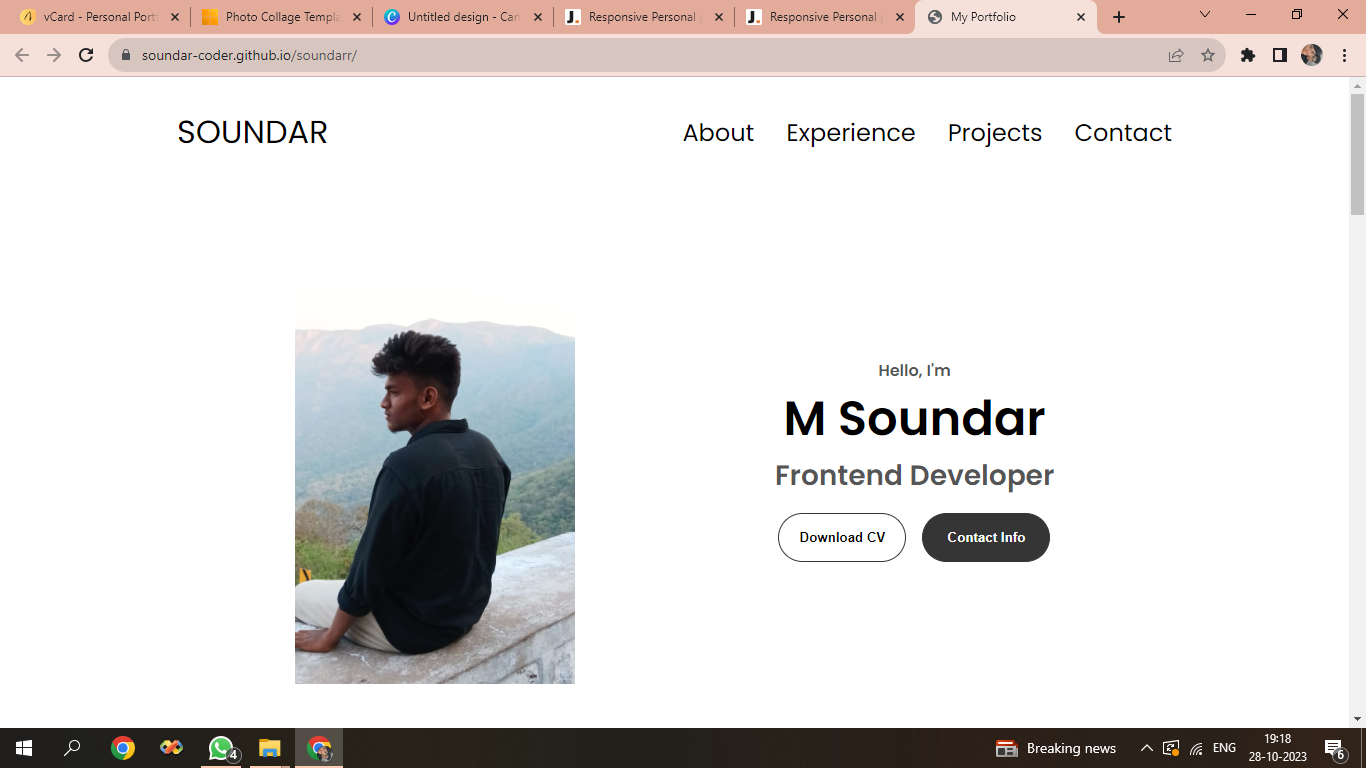 vCard - Personal Port
Photo Collage Templa
Untitled design - Can
Responsive Personal p
Responsive Personal p
My Portfolio
soundar-coder.github.io/soundarr/
SOUNDAR
About Experience Projects Contact
Hello, I'm
M Soundar
Frontend Developer
Download CV Contact Info
4
Breaking news
ENG
19:18
28-10-2023
6